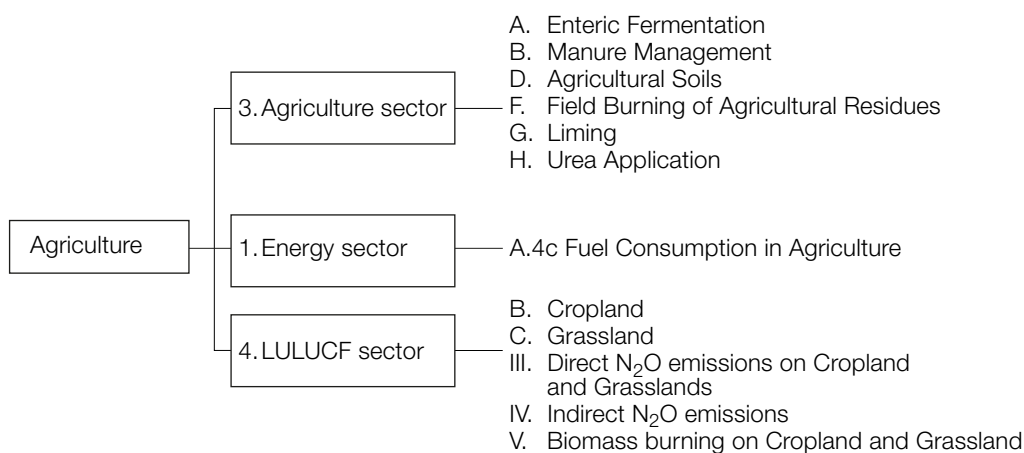 A. Enteric Fermentation
B. Manure Management
D. Agricultural Soils
F. Field Burning of Agricultural Residues
G. Liming
H. Urea Application
3. Agriculture sector
Agriculture
1. Energy sector
A.4c Fuel Consumption in Agriculture
4. LULUCF sector
B. Cropland
C. Grassland
III. Direct N₂O emissions on Cropland
and Grasslands
IV. Indirect N₂O emissions
V. Biomass burning on Cropland and Grassland